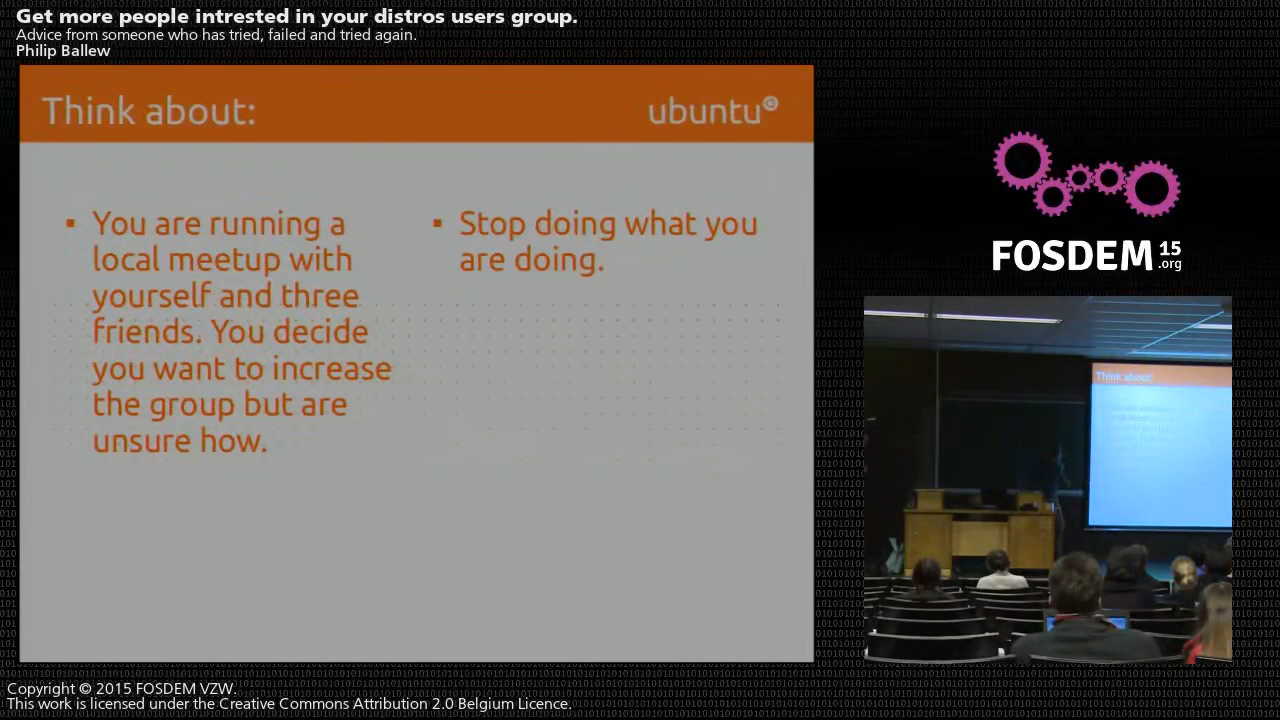 Get more people intrested in your distros users group.
Advice from someone who has tried, failed and tried again.
Philip Ballew
Think about:
ubuntu
▪ You are running a
local meetup with
yourself and three
friends. You decide
you want to increase
the group but are
unsure how.
▪ Stop doing what you
are doing.
FOSDEM 15
.org
Think about:
Copyright © 2015 FOSDEM VZW.
This work is licensed under the Creative Commons Attribution 2.0 Belgium Licence.